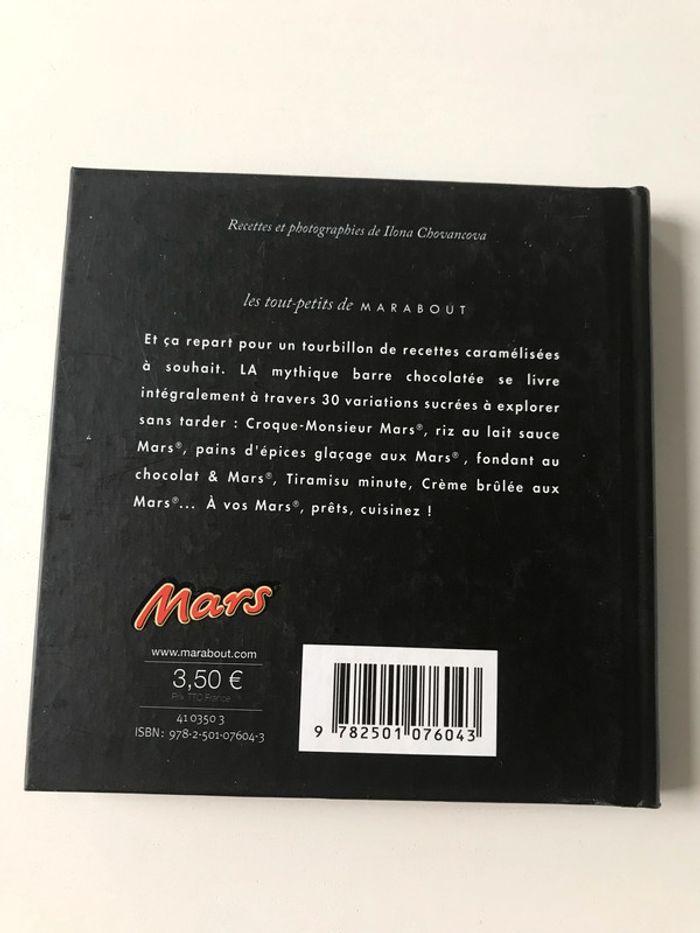 Recettes et photographies de Ilona Chovancova
les tout-petits de MARABOUT
Et ça repart pour un tourbillon de recettes caramélisées
à souhait. LA mythique barre chocolatée se livre
intégralement à travers 30 variations sucrées à explorer
sans tarder : Croque-Monsieur Mars®, riz au lait sauce
Mars®, pains d'épices glaçage aux Mars®, fondant au
chocolat & Mars®, Tiramisu minute, Crème brûlée aux
Mars®... À vos Mars®, prêts, cuisinez !
Mars
www.marabout.com
3,50 €
Prix TTC France
41 0350 3
ISBN: 978-2-501-07604-3
9 782501 076043